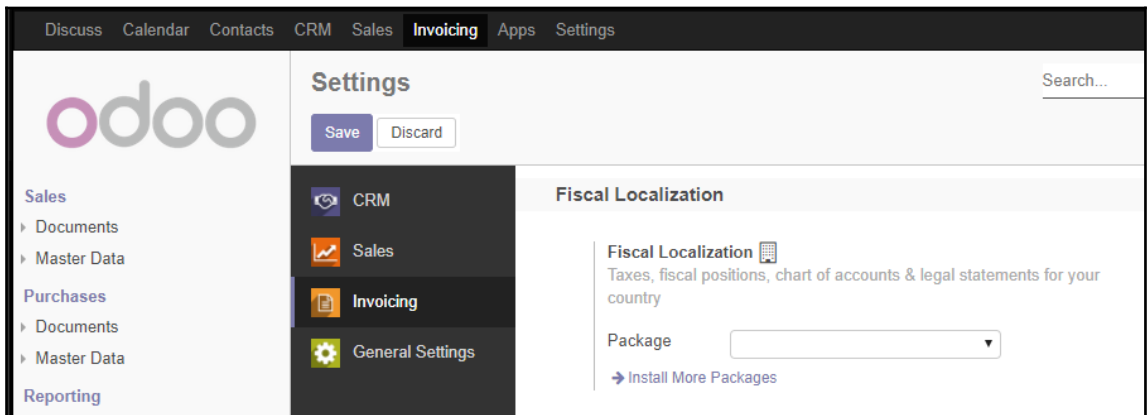 Discuss Calendar Contacts CRM Sales Invoicing Apps Settings
odoo
Sales
Documents
Master Data
Purchases
Documents
Master Data
Reporting
Settings
Search...
Save Discard
CRM
Sales
Invoicing
General Settings
Fiscal Localization
Fiscal Localization
Taxes, fiscal positions, chart of accounts & legal statements for your
country
Package
Install More Packages